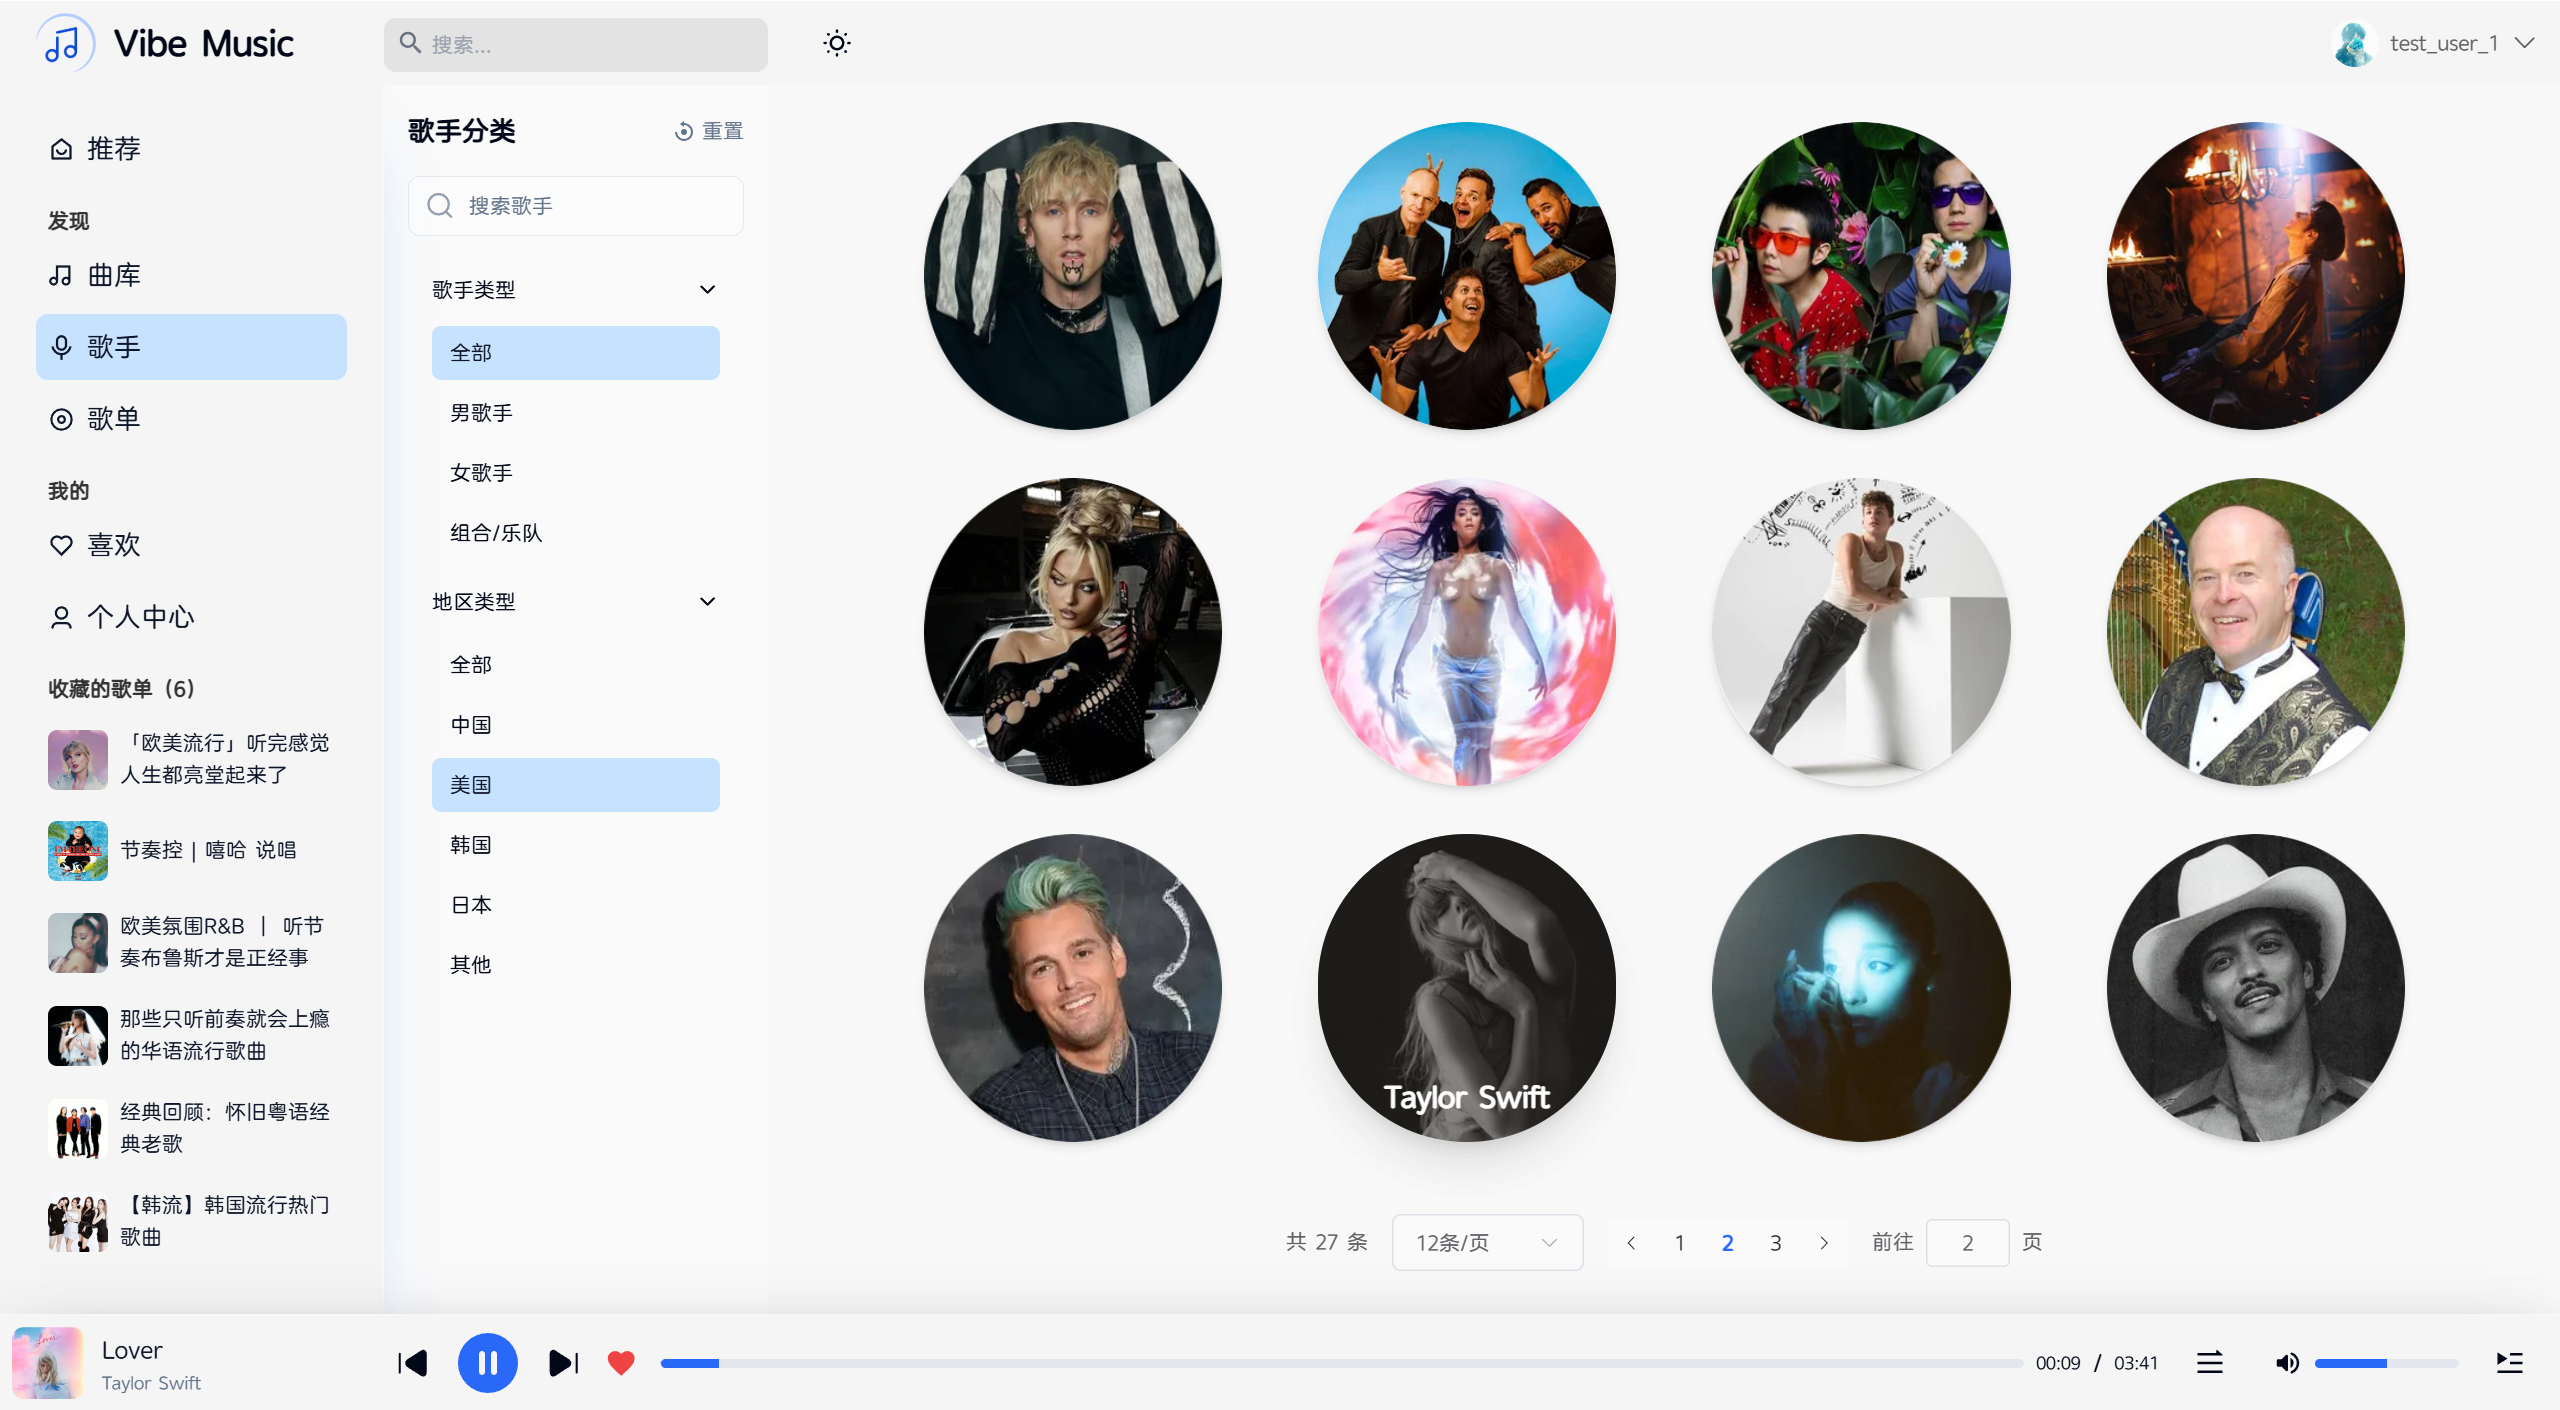 Vibe Music
搜索...
test_user_1
推荐
发现
曲库
歌手
歌单
我的
喜欢
个人中心
收藏的歌单（6）
「欧美流行」听完感觉
人生都亮堂起来了
节奏控 | 嘻哈 说唱
欧美氛围R&B ｜ 听节
奏布鲁斯才是正经事
那些只听前奏就会上瘾
的华语流行歌曲
经典回顾：怀旧粤语经
典老歌
【韩流】韩国流行热门
歌曲
歌手分类
重置
搜索歌手
歌手类型
全部
男歌手
女歌手
组合/乐队
地区类型
全部
中国
美国
韩国
日本
其他
Taylor Swift
共 27 条
12条/页
1
2
3
前往
2
页
Lover
Taylor Swift
00:09 / 03:41